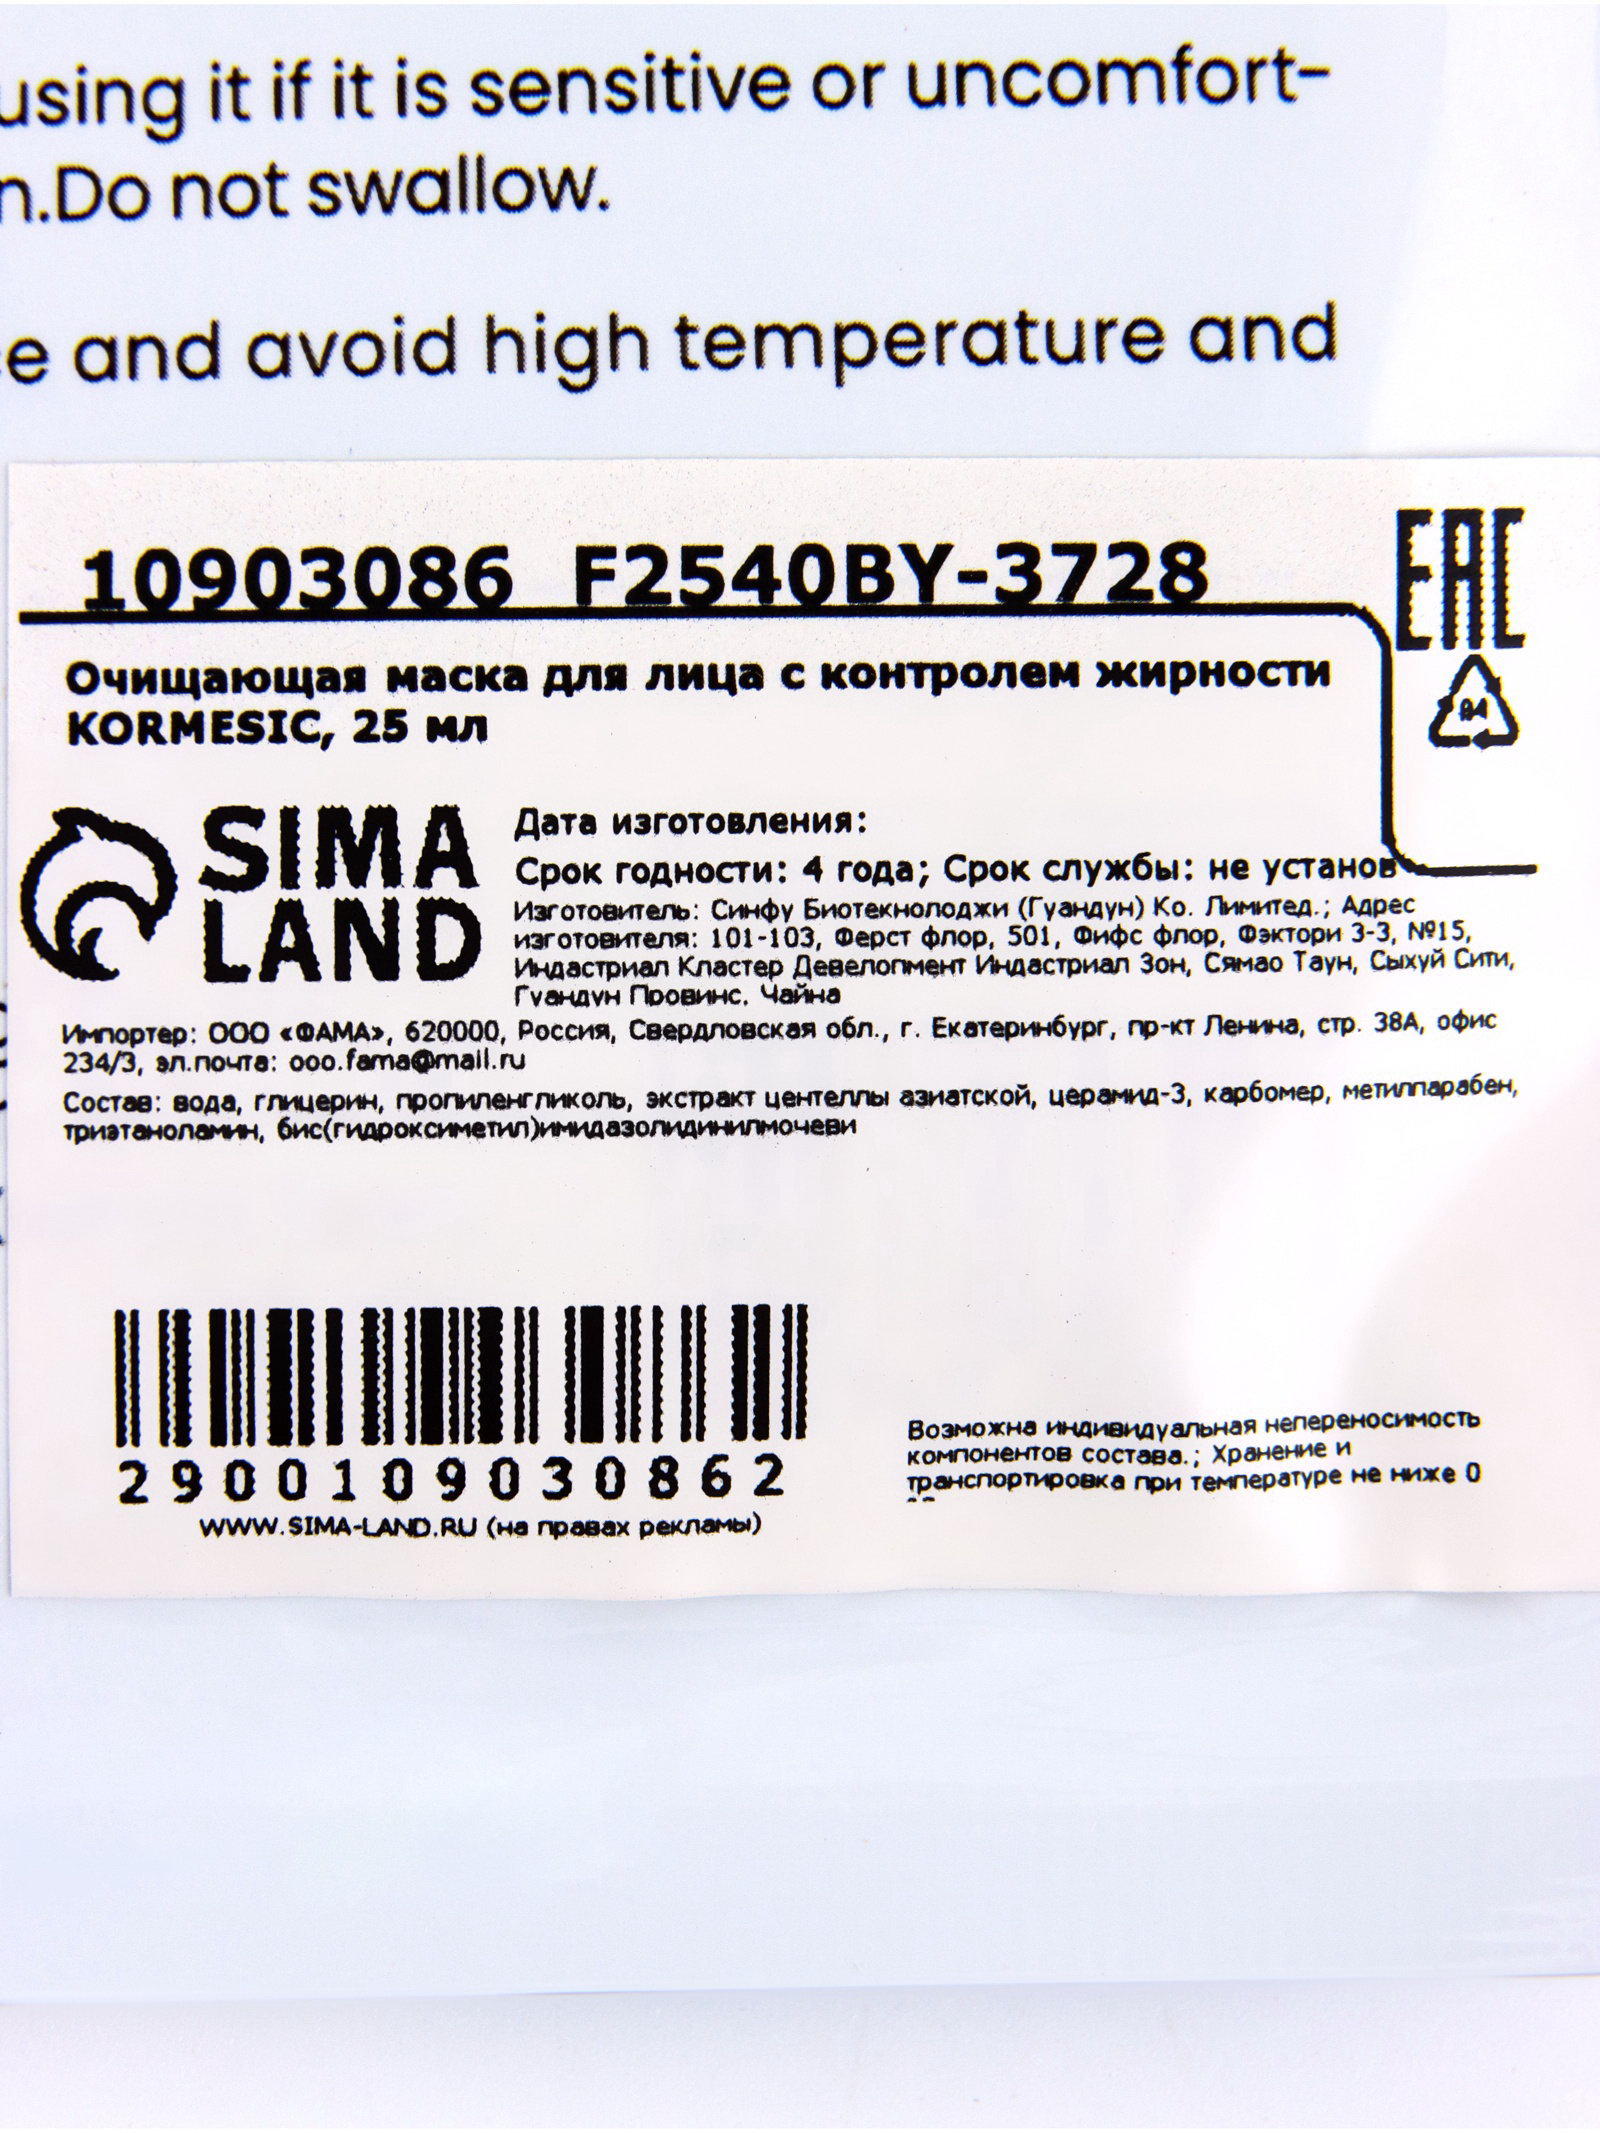 using it if it is sensitive or uncomfort-
n.Do not swallow.
e and avoid high temperature and
10903086 F2540BY-3728
EAC
Очищающая маска для лица с контролем жирности
KORMESIC, 25 мл
84
SIMA
LAND
Дата изготовления:
Срок годности: 4 года; Срок службы: не установ
Изготовитель: Синфу Биотекнолоджи (Гуандун) Ко. Лимитед.; Адрес
изготовителя: 101-103, Ферст флор, 501, Фифс флор, Фэктори 3-3, №15,
Индастриал Кластер Девелопмент Индастриал Зон, Сямао Таун, Сыхуй Сити,
Гуандун Провинс. Чайна
Импортер: ООО «ФАМА», 620000, Россия, Свердловская обл., г. Екатеринбург, пр-кт Ленина, стр. 38А, офис
234/3, эл.почта: ooo.fama@mail.ru
Состав: вода, глицерин, пропиленгликоль, экстракт центеллы азиатской, церамид-3, карбомер, метилпарабен,
триэтаноламин, бис(гидроксиметил)имидазолидинилмочеви
2900109030862
WWW.SIMA-LAND.RU (на правах рекламы)
Возможна индивидуальная непереносимость
компонентов состава.; Хранение и
транспортировка при температуре не ниже 0